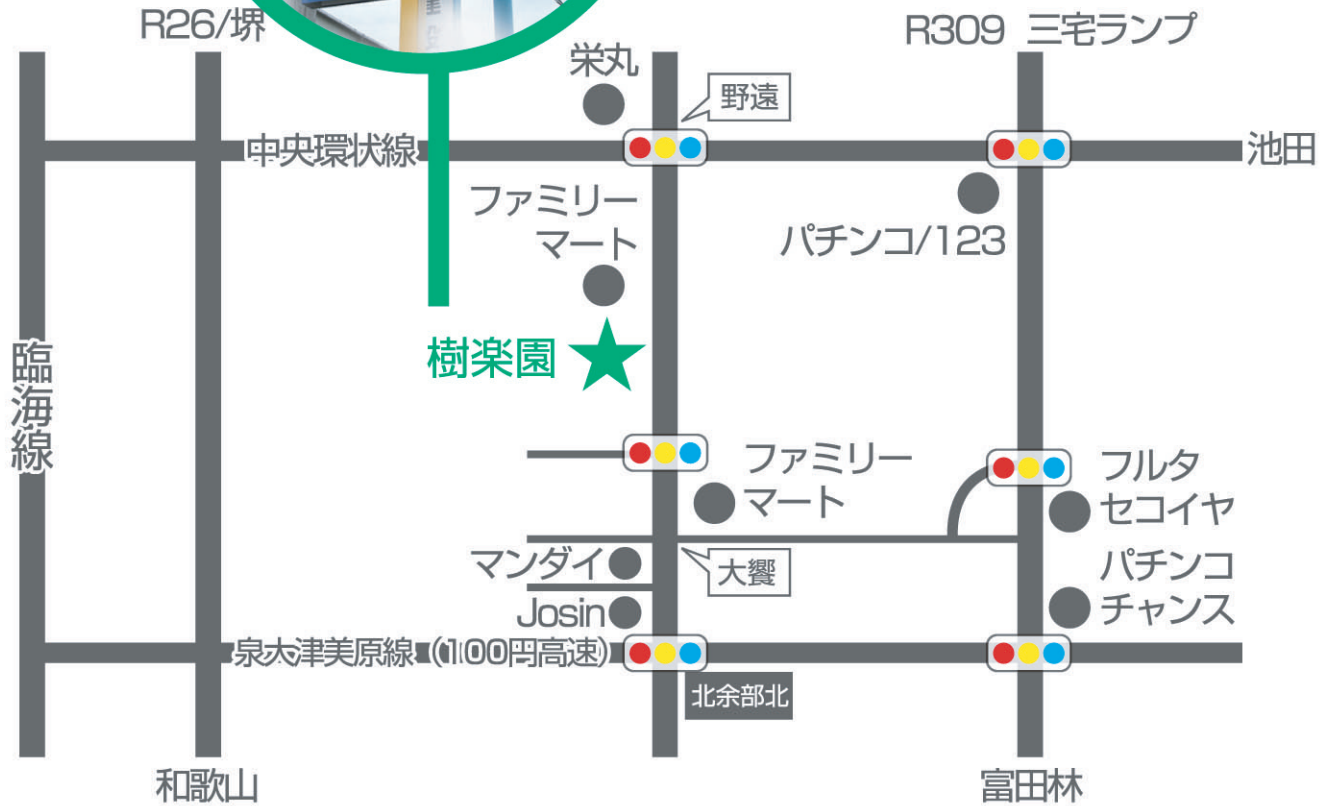 R26/堺
R309 三宅ランプ
栄丸
野遠
中央環状線
池田
ファミリー
マート
パチンコ/123
樹楽園
臨海線
ファミリー
マート
フルタ
セコイヤ
マンダイ
大饗
パチンコ
チャンス
Josin
泉大津美原線(100円高速)
北余部北
和歌山
富田林